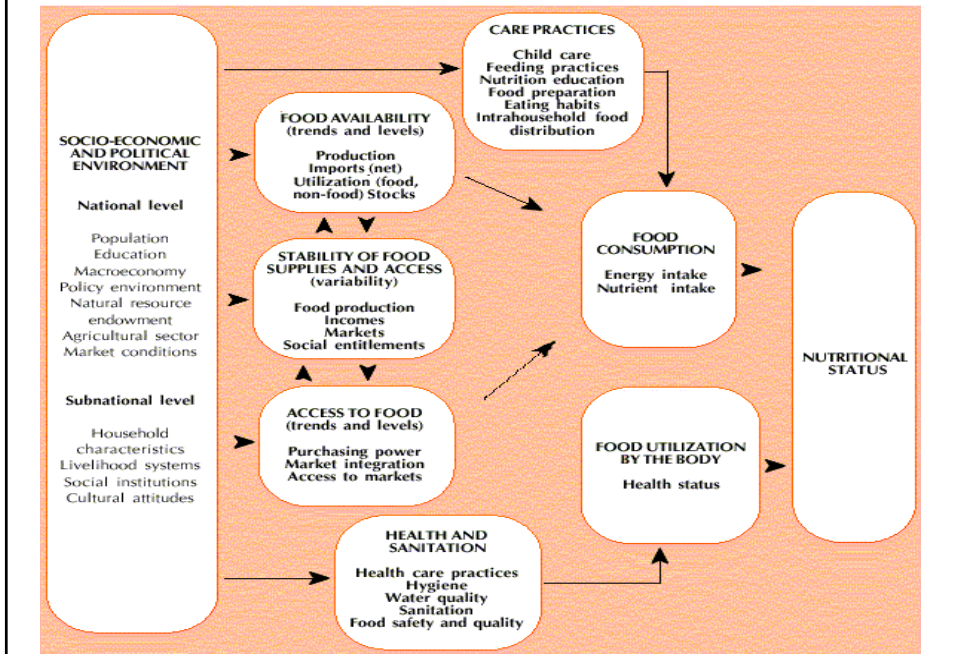 SOCIO-ECONOMIC
AND POLITICAL
ENVIRONMENT
National level
Population
Education
Macroeconomy
Policy environment
Natural resource
endowment
Agricultural sector
Market conditions
Subnational level
Household
characteristics
Livelihood systems
Social institutions
Cultural attitudes
CARE PRACTICES
Child care
Feeding practices
Nutrition education
Food preparation
Eating habits
Intrahousehold food
distribution
FOOD AVAILABILITY
(trends and levels)
Production
Imports (net)
Utilization (food,
non-food) Stocks
STABILITY OF FOOD
SUPPLIES AND ACCESS
(variability)
Food production
Incomes
Markets
Social entitlements
ACCESS TO FOOD
(trends and levels)
Purchasing power
Market integration
Access to markets
HEALTH AND
SANITATION
Health care practices
Hygiene
Water quality
Sanitation
Food safety and quality
FOOD
CONSUMPTION
Energy intake
Nutrient intake
FOOD UTILIZATION
BY THE BODY
Health status
NUTRITIONAL
STATUS